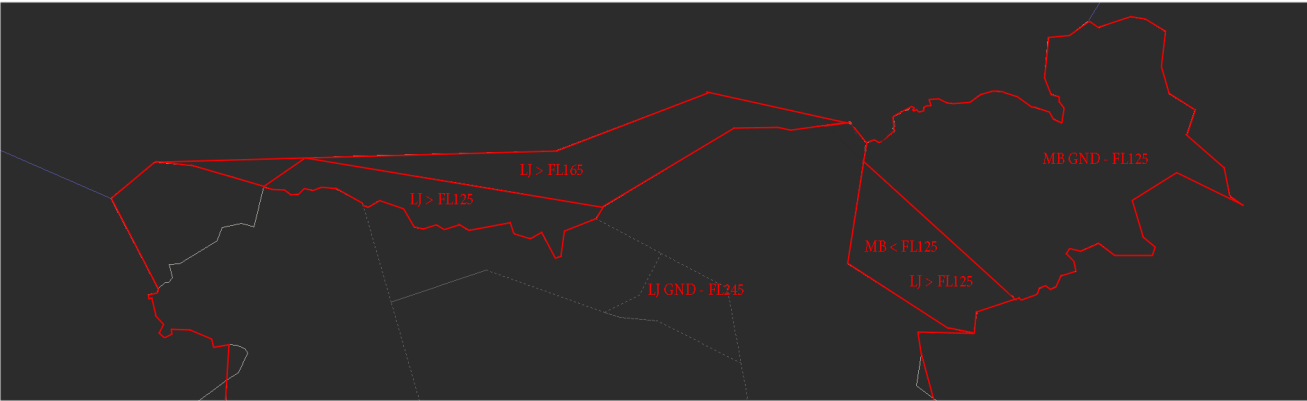 MB GND - FL125
LJ > FL165
LJ > FL125
MB < FL125
LJ > FL125
LJ GND - FL245